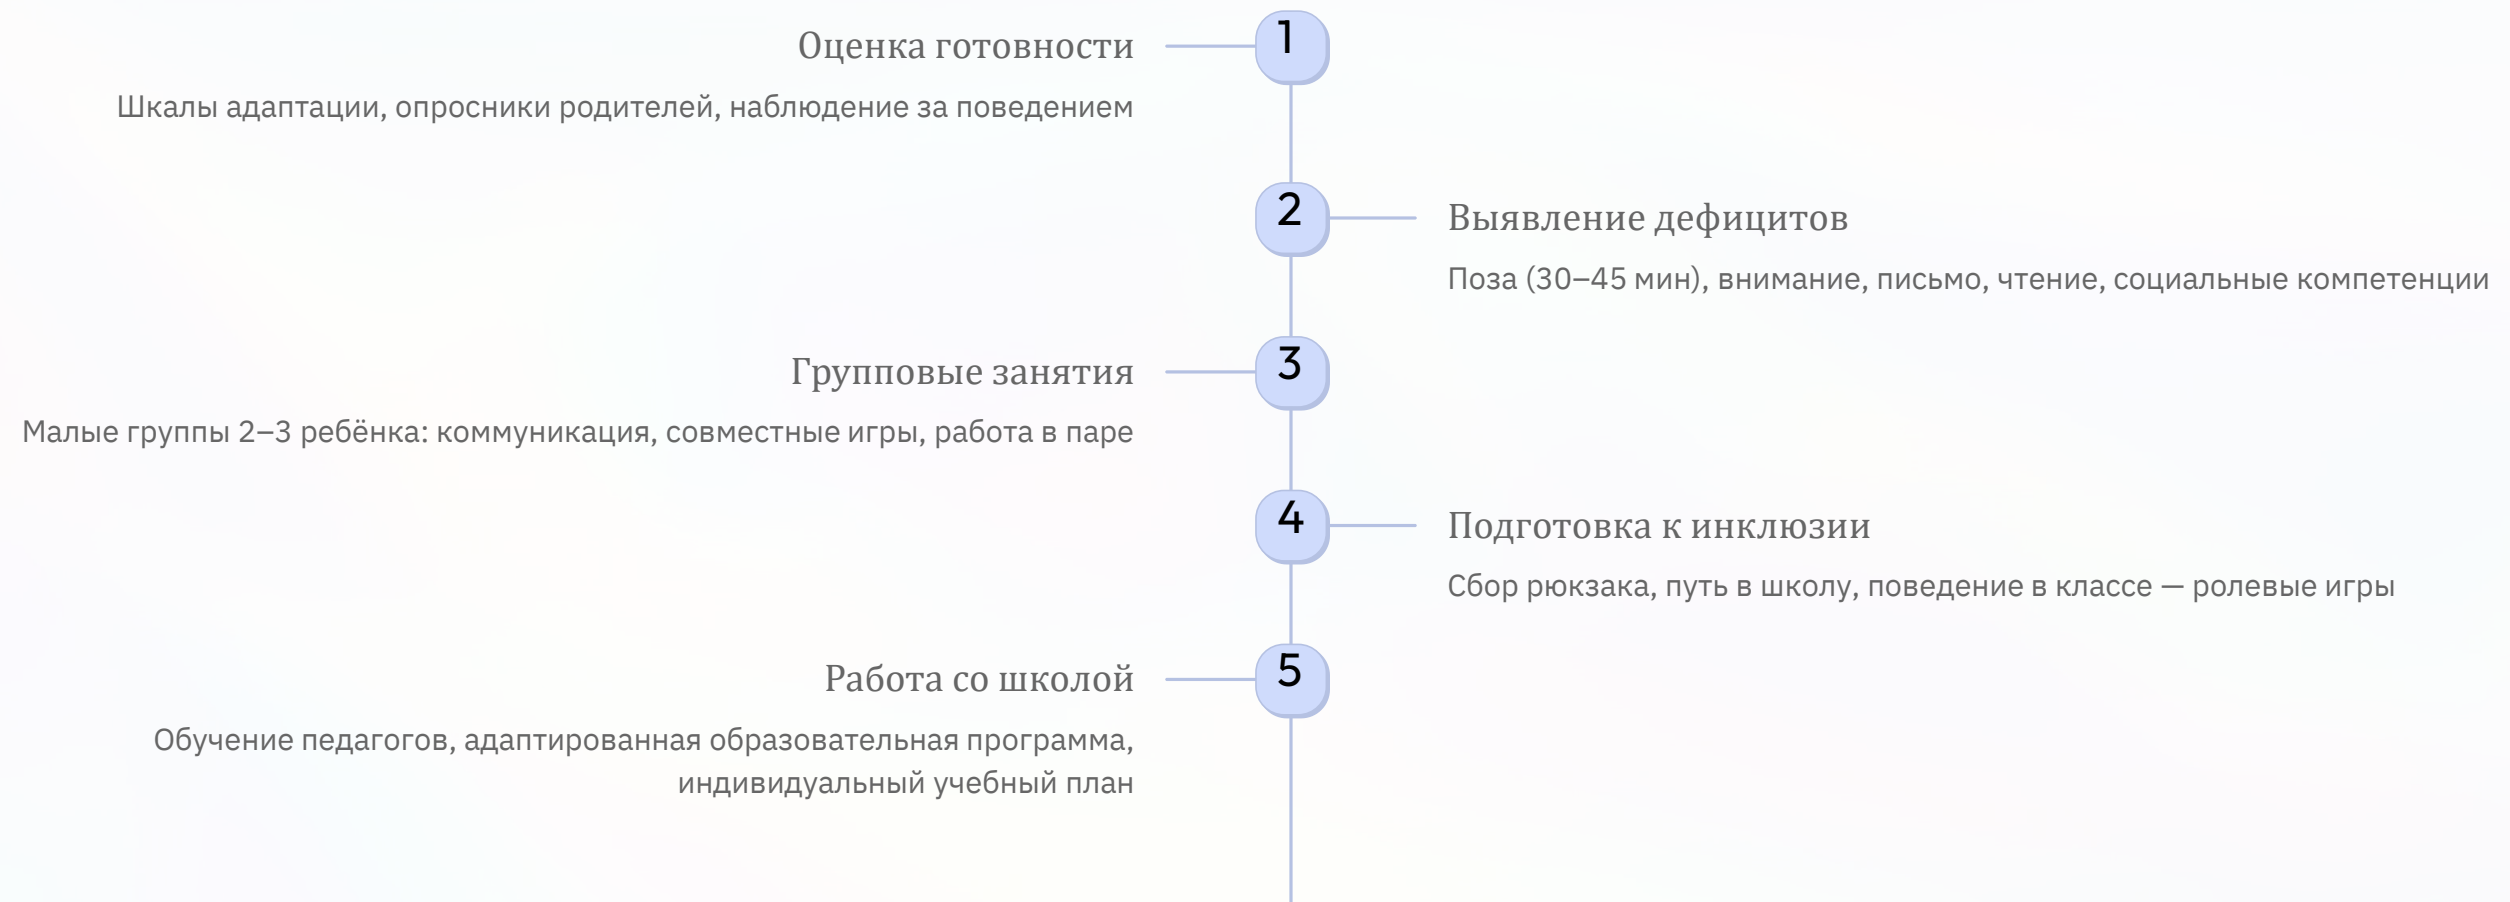 1
Оценка готовности
Шкалы адаптации, опросники родителей, наблюдение за поведением
2
Выявление дефицитов
Поза (30–45 мин), внимание, письмо, чтение, социальные компетенции
3
Групповые занятия
Малые группы 2–3 ребёнка: коммуникация, совместные игры, работа в паре
4
Подготовка к инклюзии
Сбор рюкзака, путь в школу, поведение в классе — ролевые игры
5
Работа со школой
Обучение педагогов, адаптированная образовательная программа,
индивидуальный учебный план